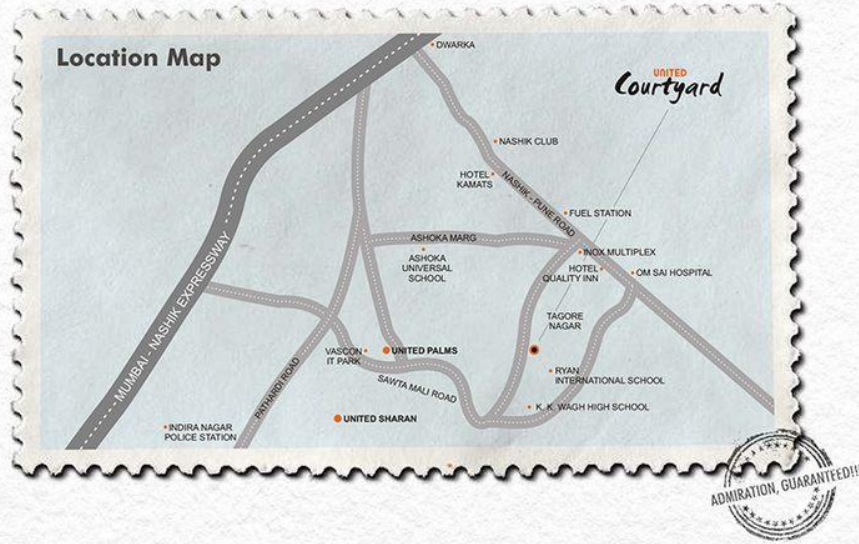 Location Map
DWARKA
UNITED
Courtyard
NASHIK CLUB
HOTEL
KAMATS
NASHIK - PUNE ROAD
FUEL STATION
ASHOKA MARG
INOX MULTIPLEX
ASHOKA
UNIVERSAL
SCHOOL
HOTEL
QUALITY INN
OM SAI HOSPITAL
MUMBAI - NASHIK EXPRESSWAY
TAGORE
NAGAR
VASCON
IT PARK
UNITED PALMS
RYAN
INTERNATIONAL SCHOOL
PATHARDI ROAD
SAWTA MALI ROAD
K. K. WAGH HIGH SCHOOL
UNITED SHARAN
INDIRA NAGAR
POLICE STATION
ADMIRATION, GUARANTEED!!!